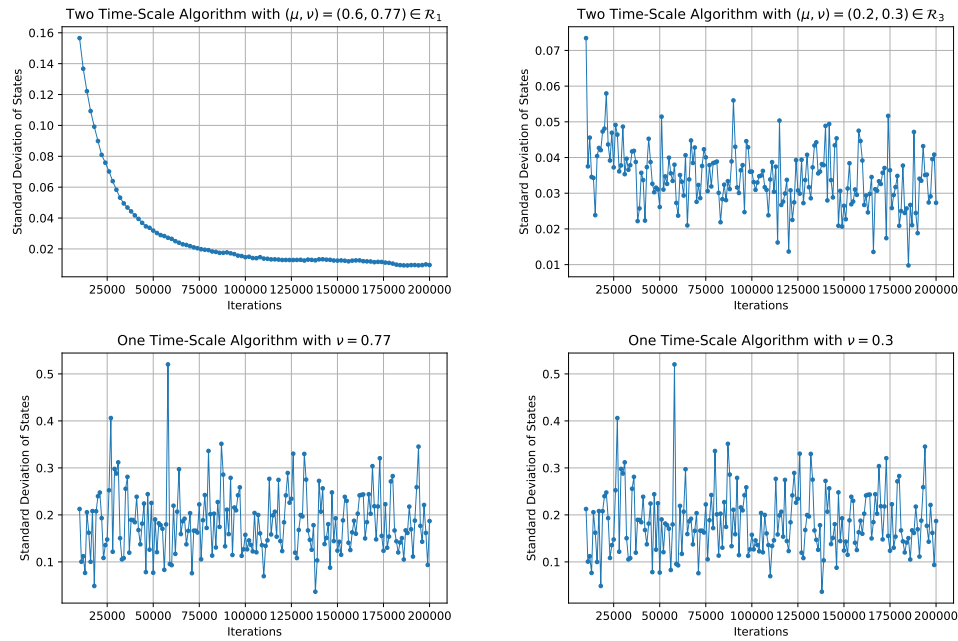 Two Time-Scale Algorithm with (μ, ν) = (0.6, 0.77) ∈ ℛ₁
Standard Deviation of States
0.16
0.14
0.12
0.10
0.08
0.06
0.04
0.02
25000 50000 75000 100000 125000 150000 175000 200000
Iterations
Two Time-Scale Algorithm with (μ, ν) = (0.2, 0.3) ∈ ℛ₃
Standard Deviation of States
0.07
0.06
0.05
0.04
0.03
0.02
0.01
25000 50000 75000 100000 125000 150000 175000 200000
Iterations
One Time-Scale Algorithm with ν = 0.77
Standard Deviation of States
0.5
0.4
0.3
0.2
0.1
25000 50000 75000 100000 125000 150000 175000 200000
Iterations
One Time-Scale Algorithm with ν = 0.3
Standard Deviation of States
0.5
0.4
0.3
0.2
0.1
25000 50000 75000 100000 125000 150000 175000 200000
Iterations